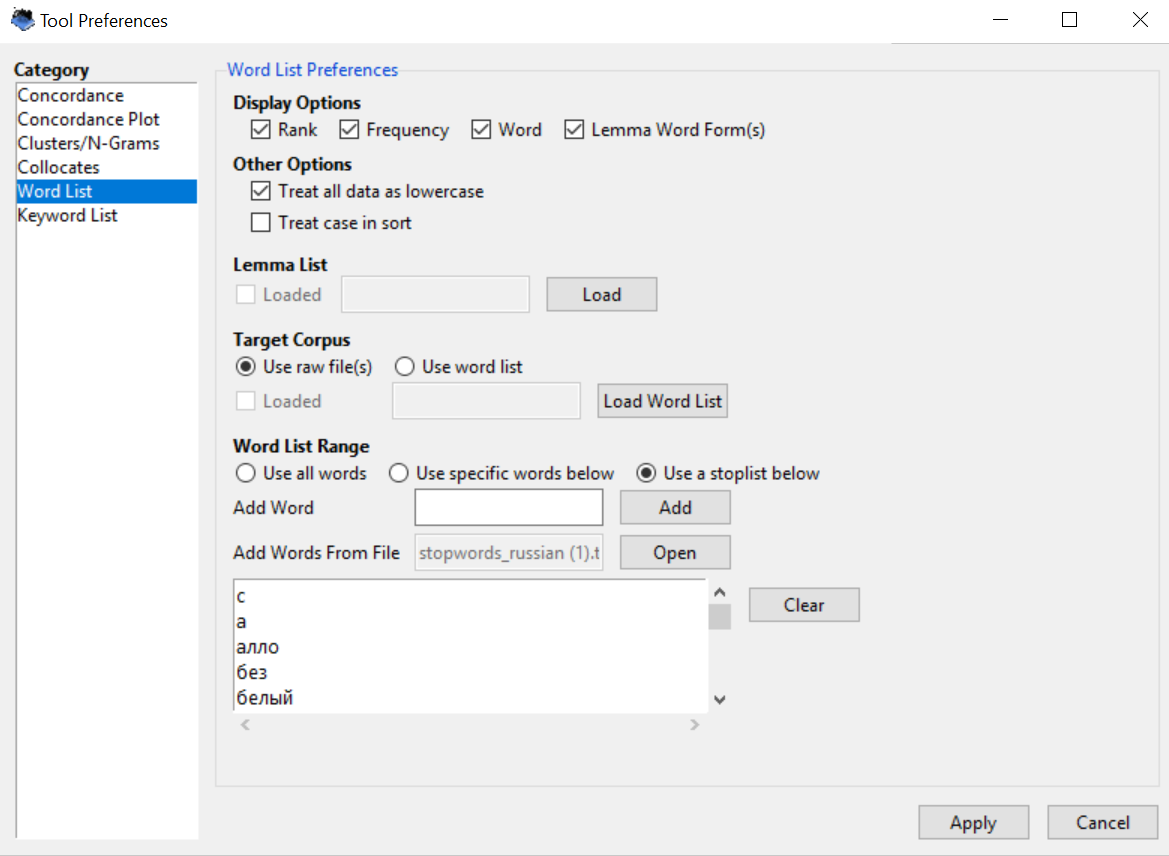 Tool Preferences
Category
Concordance
Concordance Plot
Clusters/N-Grams
Collocates
Word List
Keyword List
Word List Preferences
Display Options
Rank Frequency Word Lemma Word Form(s)
Other Options
Treat all data as lowercase
Treat case in sort
Lemma List
Loaded Load
Target Corpus
Use raw file(s) Use word list
Loaded Load Word List
Word List Range
Use all words Use specific words below Use a stoplist below
Add Word Add
Add Words From File stopwords_russian (1).t Open
с
а
алло
без
белый
Clear
Apply Cancel